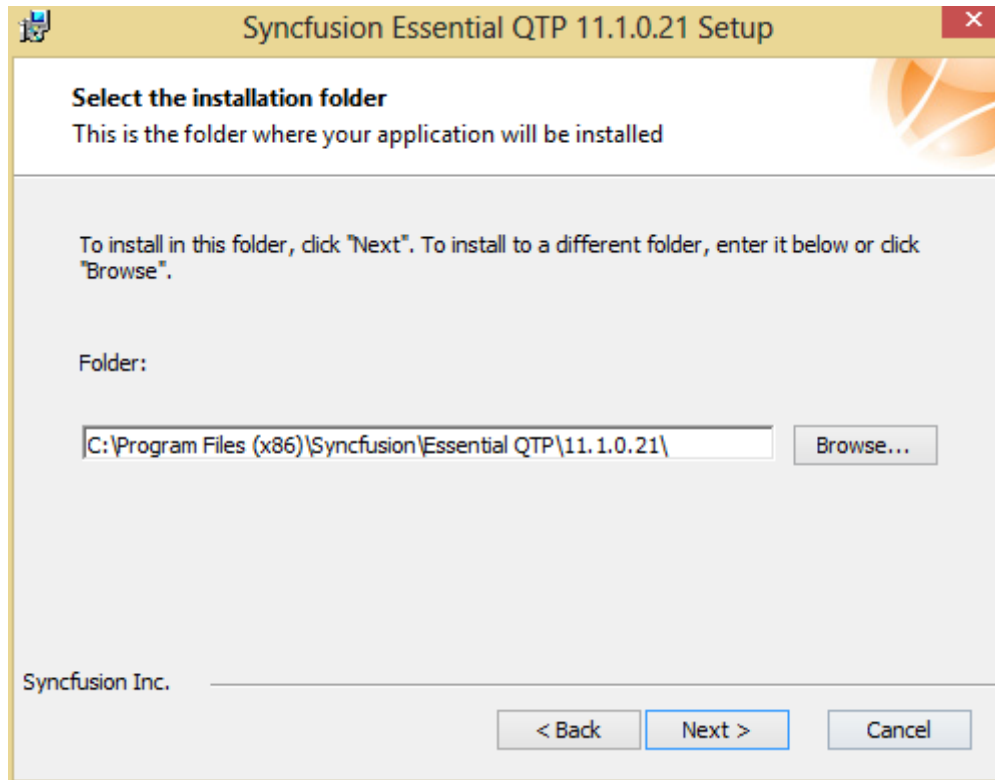 Syncfusion Essential QTP 11.1.0.21 Setup
Select the installation folder
This is the folder where your application will be installed
To install in this folder, click "Next". To install to a different folder, enter it below or click
"Browse".
Folder:
C:\Program Files (x86)\Syncfusion\Essential QTP\11.1.0.21\
Browse...
Syncfusion Inc.
< Back
Next >
Cancel